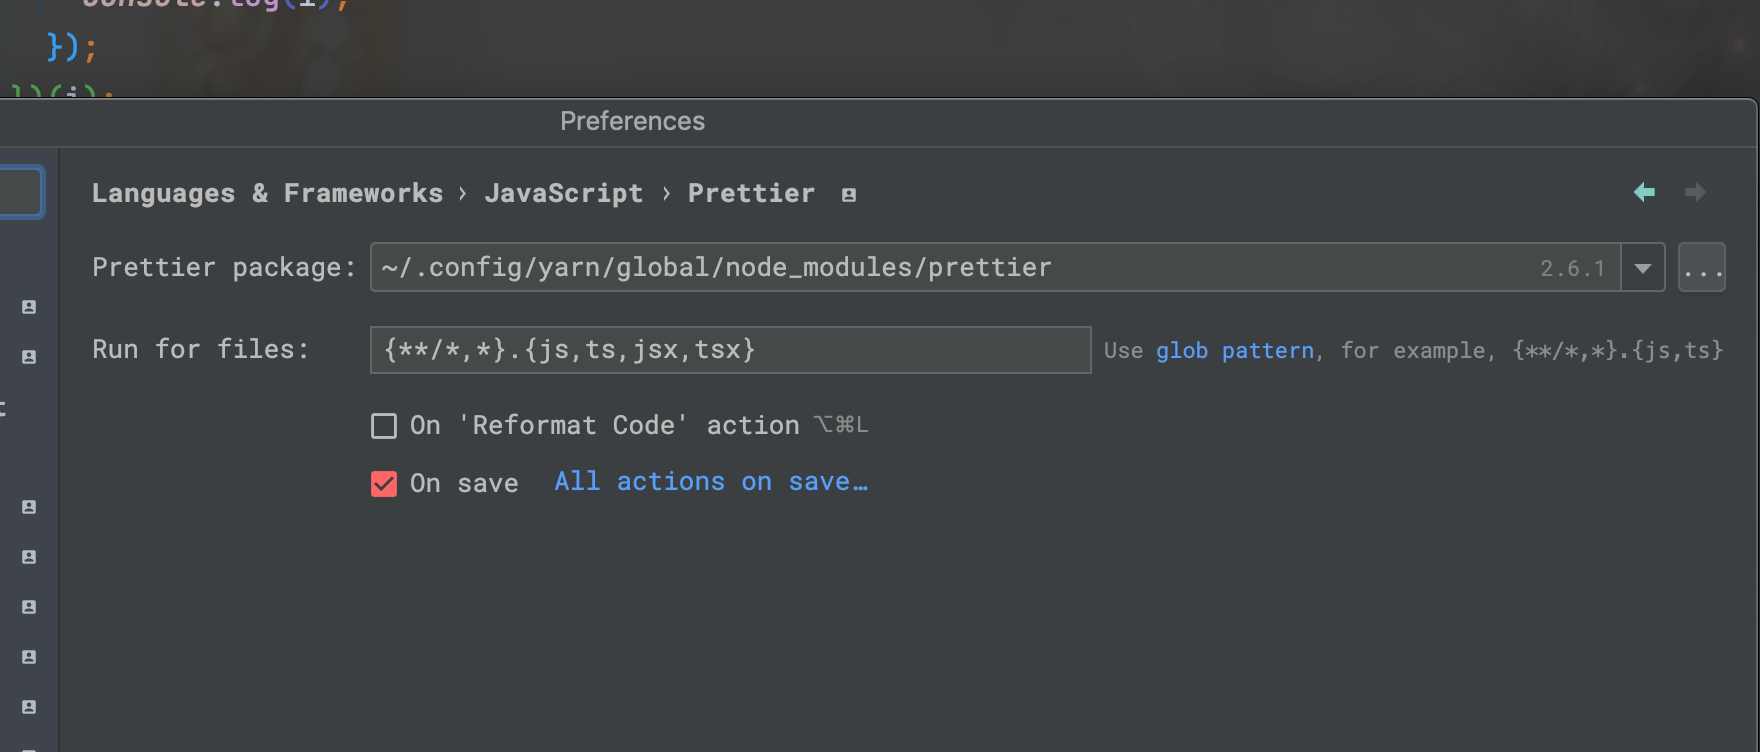 console.log(i);
});
})(i);
Preferences
Languages & Frameworks › JavaScript › Prettier
Prettier package: ~/.config/yarn/global/node_modules/prettier 2.6.1 ...
Run for files: {**/*,*}.{js,ts,jsx,tsx} Use glob pattern, for example, {**/*,*}.{js,ts}
On 'Reformat Code' action ⌥⌘L
On save All actions on save…